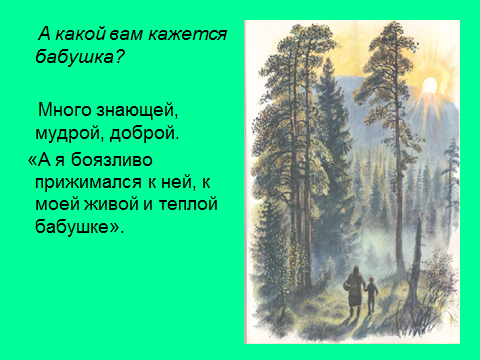 А какой вам кажется
бабушка?
Много знающей,
мудрой, доброй.
«А я боязливо
прижимался к ней, к
моей живой и теплой
бабушке».